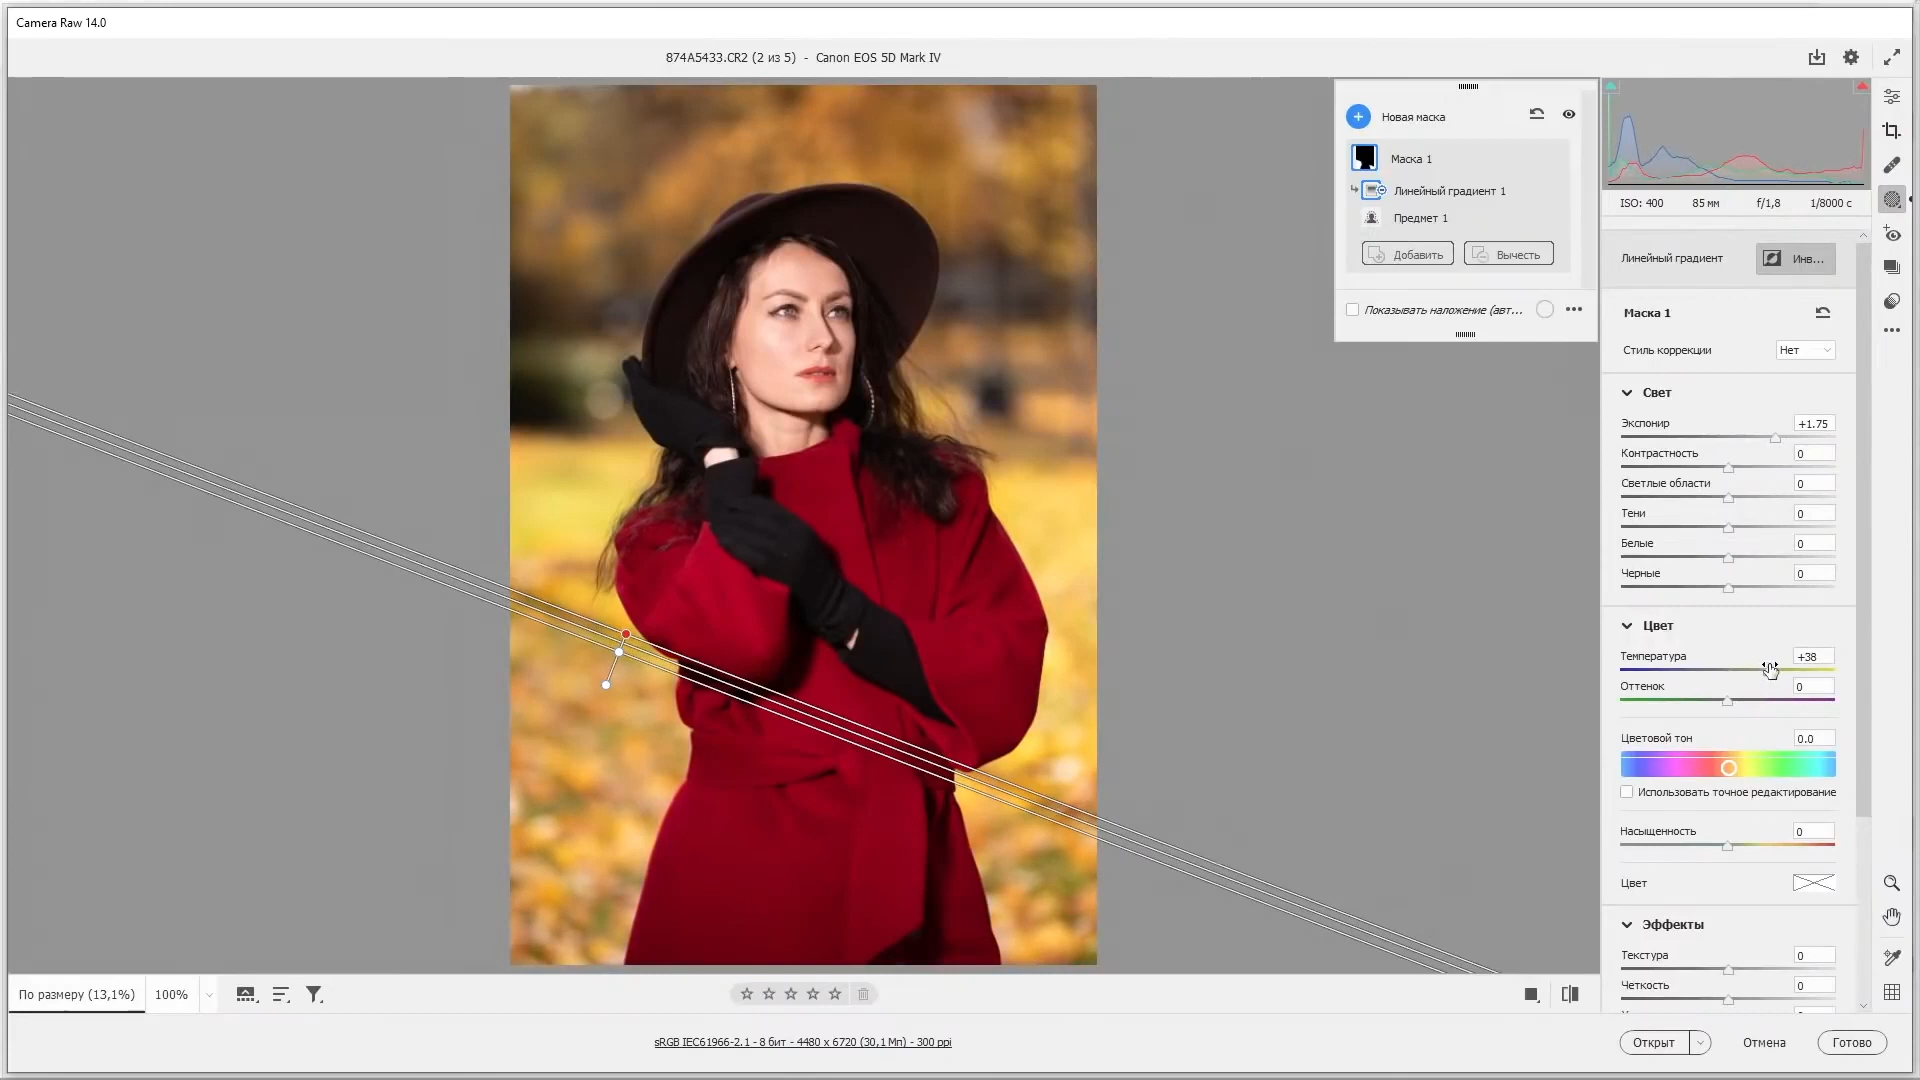 Camera Raw 14.0
874A5433.CR2 (2 из 5) - Canon EOS 5D Mark IV
Новая маска
Маска 1
Линейный градиент 1
Предмет 1
Добавить
Вычесть
Показывать наложение (авт...
ISO: 400 85 мм f/1,8 1/8000 с
Линейный градиент
Инв...
Маска 1
Стиль коррекции Нет
Свет
Экспонир +1.75
Контрастность 0
Светлые области 0
Тени 0
Белые 0
Черные 0
Цвет
Температура +38
Оттенок 0
Цветовой тон 0.0
Использовать точное редактирование
Насыщенность 0
Цвет
Эффекты
Текстура 0
Четкость 0
По размеру (13,1%) 100%
sRGB IEC61966-2.1 - 8 бит - 4480 x 6720 (30,1 Мп) - 300 ppi
Открыт
Отмена
Готово